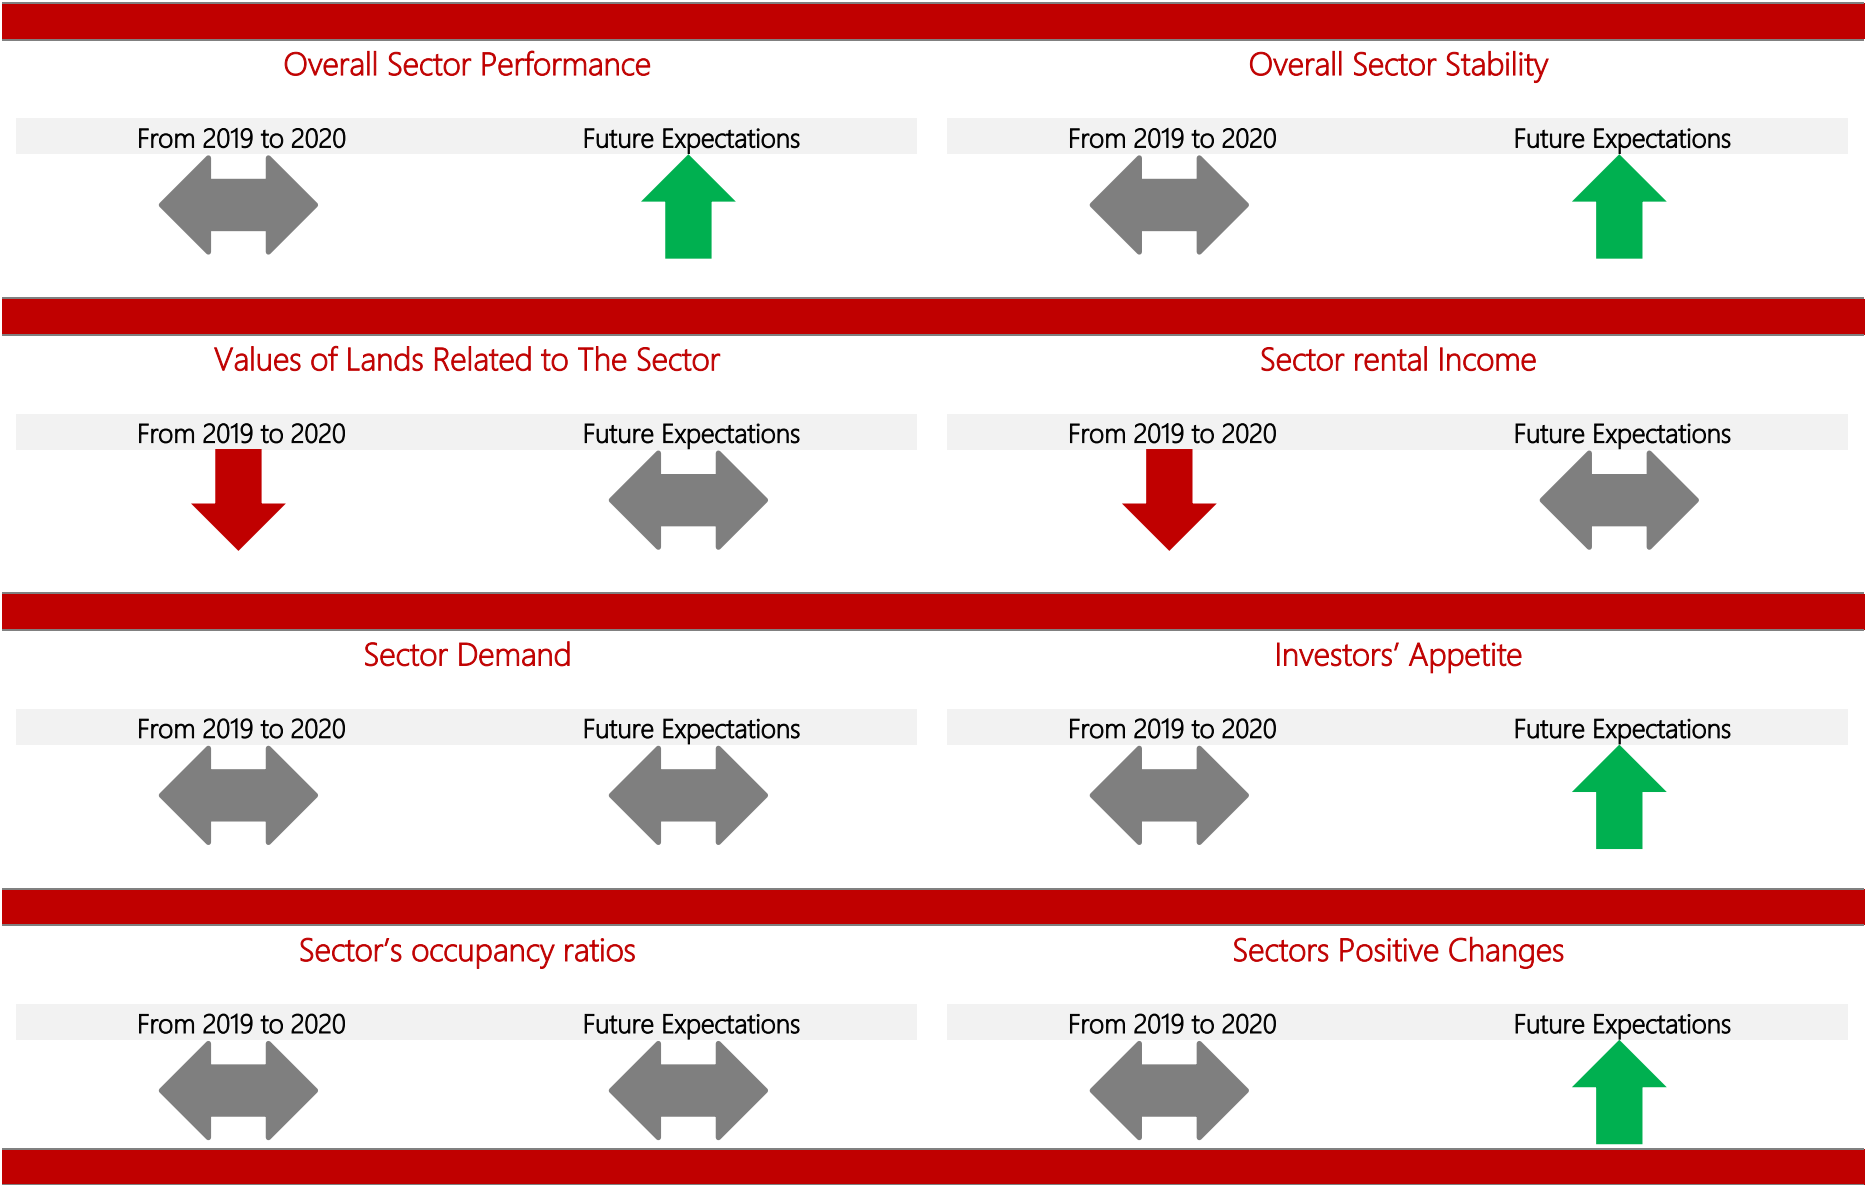 Overall Sector Performance
Overall Sector Stability
From 2019 to 2020
Future Expectations
From 2019 to 2020
Future Expectations
Values of Lands Related to The Sector
Sector rental Income
From 2019 to 2020
Future Expectations
From 2019 to 2020
Future Expectations
Sector Demand
Investors’ Appetite
From 2019 to 2020
Future Expectations
From 2019 to 2020
Future Expectations
Sector’s occupancy ratios
Sectors Positive Changes
From 2019 to 2020
Future Expectations
From 2019 to 2020
Future Expectations